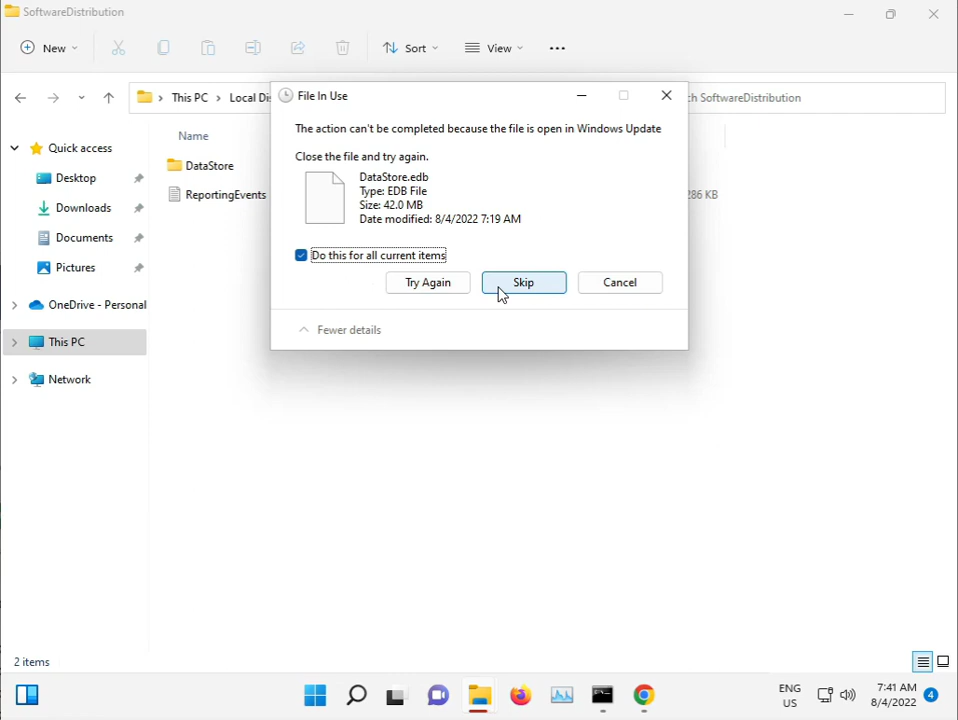 SoftwareDistribution
New
Sort
View
This PC
Local Dis
ch SoftwareDistribution
File In Use
The action can't be completed because the file is open in Windows Update
Close the file and try again.
DataStore.edb
Type: EDB File
Size: 42.0 MB
Date modified: 8/4/2022 7:19 AM
Do this for all current items
Try Again
Skip
Cancel
Fewer details
Quick access
Desktop
Downloads
Documents
Pictures
OneDrive - Personal
This PC
Network
Name
DataStore
ReportingEvents
286 KB
2 items
ENG
US
7:41 AM
8/4/2022
4